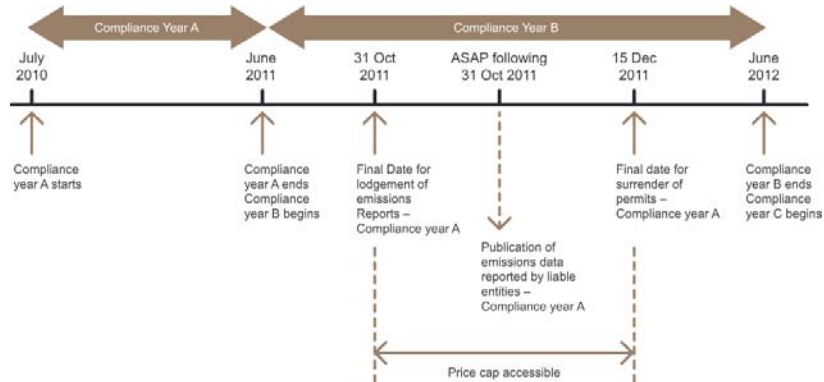 Compliance Year A
Compliance Year B
July
2010
June
2011
31 Oct
2011
ASAP following
31 Oct 2011
15 Dec
2011
June
2012
Compliance
year A starts
Compliance
year A ends
Compliance
year B begins
Final Date for
lodgement of
emissions
Reports –
Compliance year A
Publication of
emissions data
reported by liable
entities –
Compliance year A
Final date for
surrender of
permits –
Compliance year A
Compliance
year B ends
Compliance
year C begins
Price cap accessible